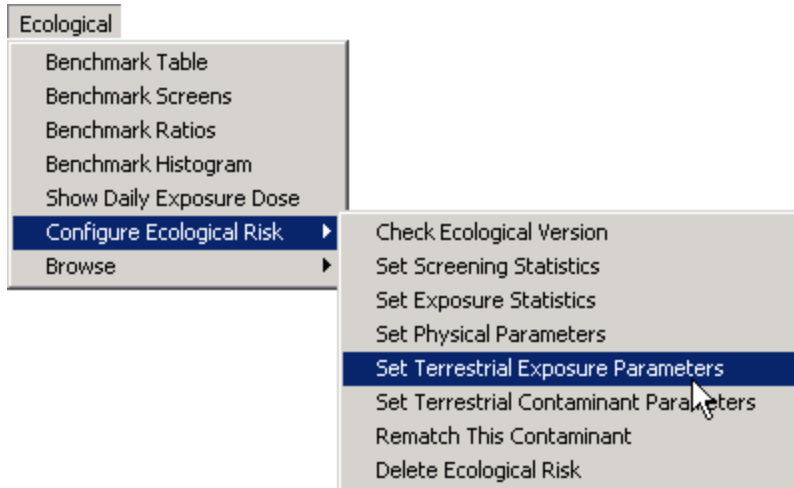 Ecological
Benchmark Table
Benchmark Screens
Benchmark Ratios
Benchmark Histogram
Show Daily Exposure Dose
Configure Ecological Risk
Browse
Check Ecological Version
Set Screening Statistics
Set Exposure Statistics
Set Physical Parameters
Set Terrestrial Exposure Parameters
Set Terrestrial Contaminant Parameters
Rematch This Contaminant
Delete Ecological Risk